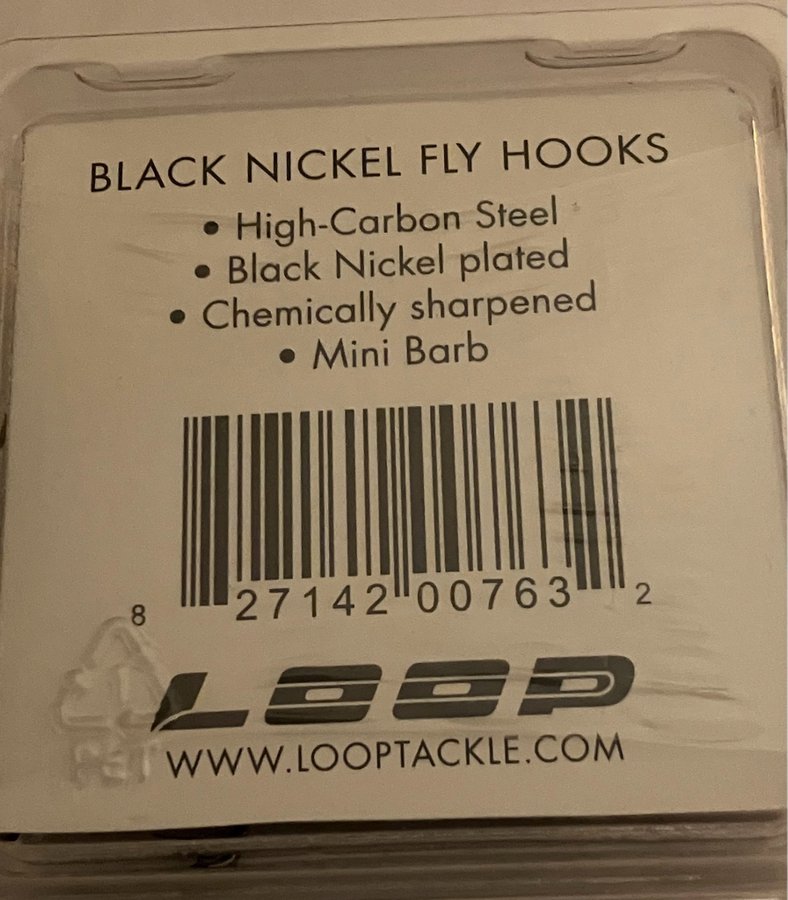 BLACK NICKEL FLY HOOKS
• High-Carbon Steel
• Black Nickel plated
• Chemically sharpened
• Mini Barb
8 27142 00763 2
LOOP
WWW.LOOPTACKLE.COM